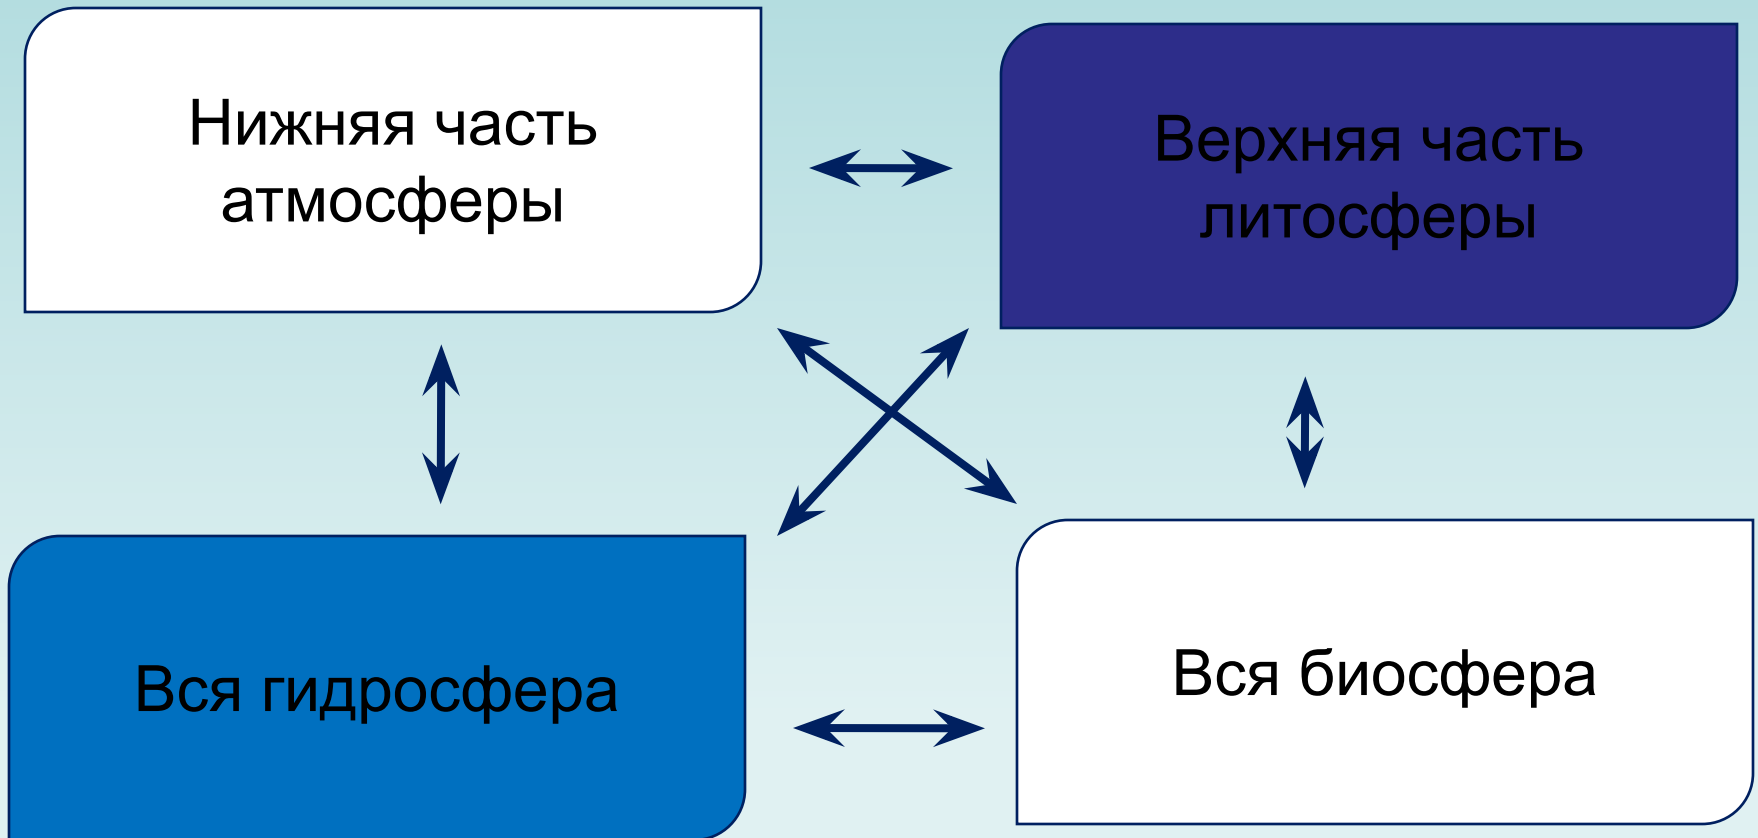 Нижняя часть
атмосферы
Верхняя часть
литосферы
Вся гидросфера
Вся биосфера